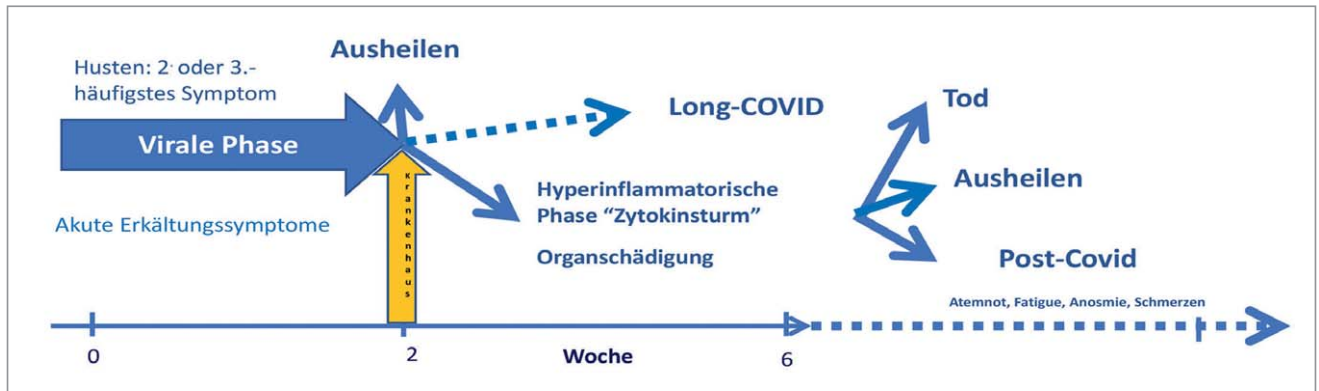 Ausheilen
Husten: 2. oder 3.-
häufigstes Symptom
Virale Phase
Akute Erkältungssymptome
Krankenhaus
Long-COVID
Hyperinflammatorische
Phase “Zytokinsturm”
Organschädigung
Tod
Ausheilen
Post-Covid
Atemnot, Fatigue, Anosmie, Schmerzen
0
2
Woche
6